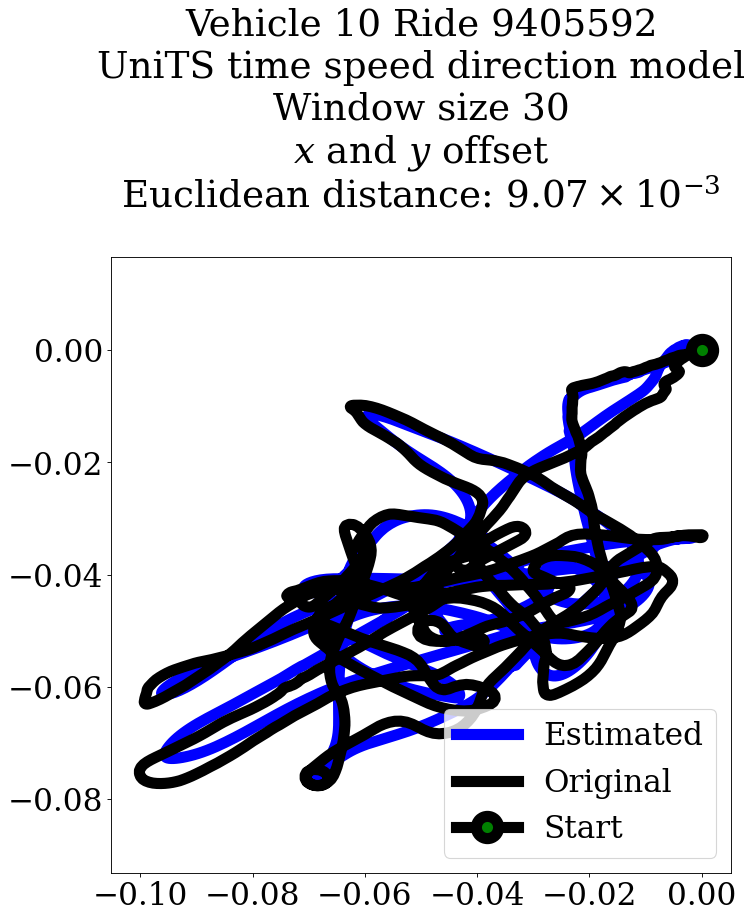 Vehicle 10 Ride 9405592
UniTS time speed direction model
Window size 30
x and y offset
Euclidean distance: 9.07 × 10⁻³
0.00
−0.02
−0.04
−0.06
−0.08
Estimated
Original
Start
−0.10 −0.08 −0.06 −0.04 −0.02 0.00